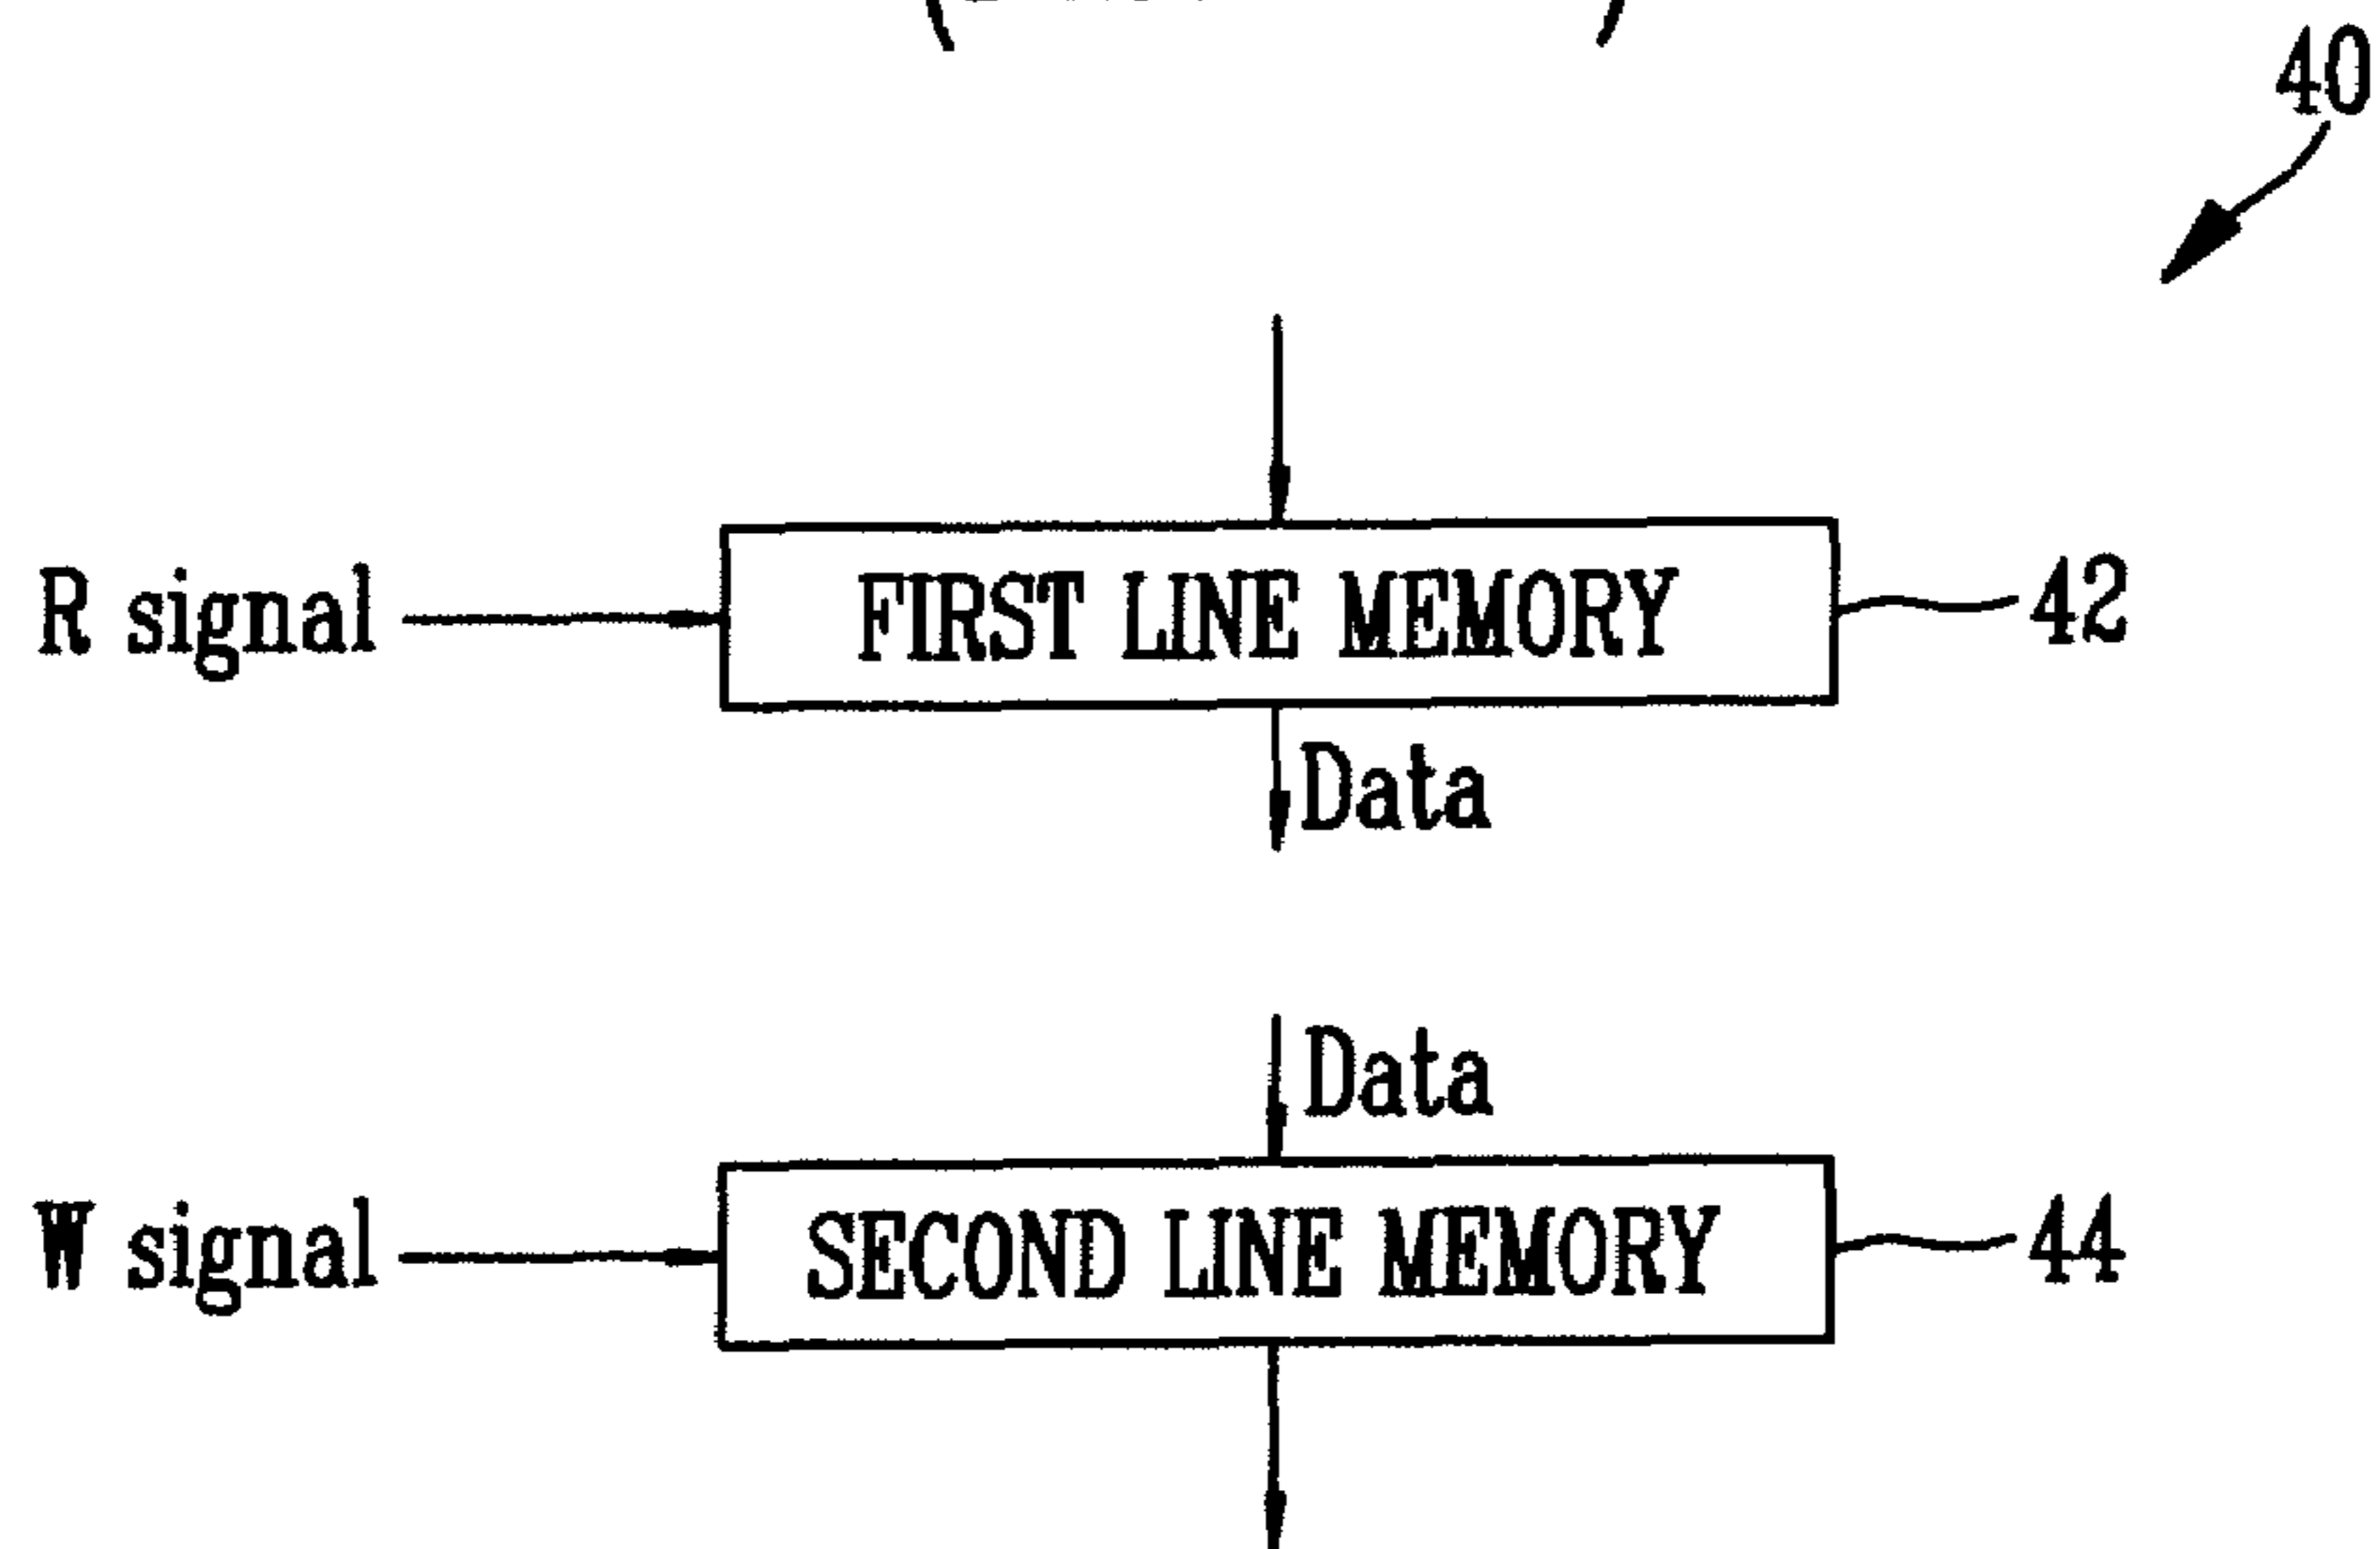 40
R signal
FIRST LINE MEMORY
42
Data
Data
W signal
SECOND LINE MEMORY
44